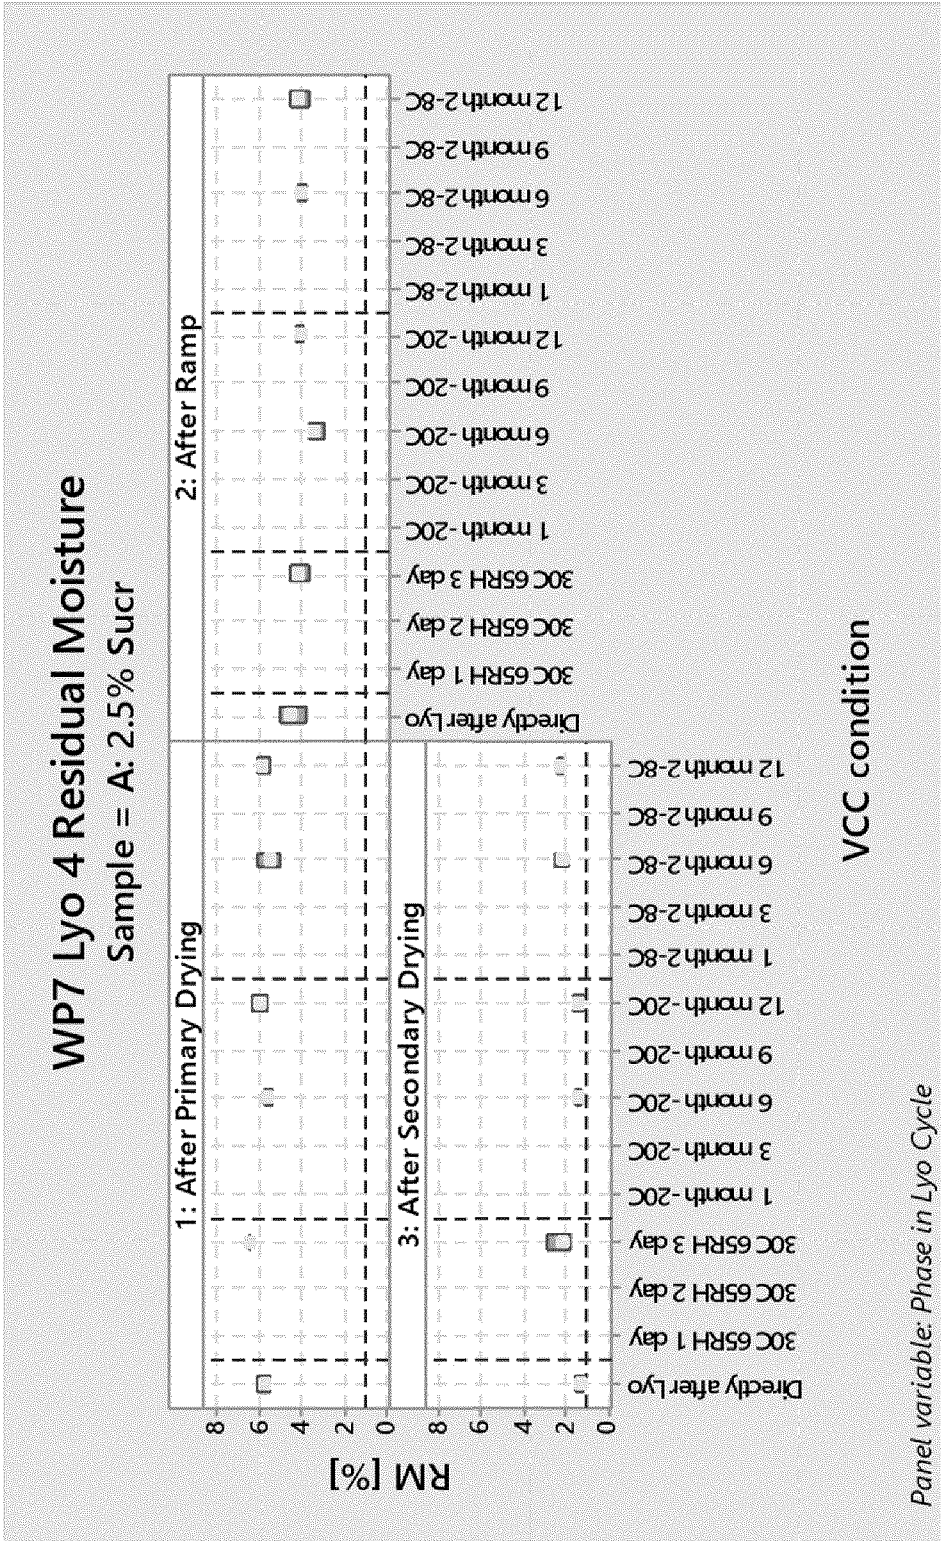 WP7 Lyo 4 Residual Moisture
Sample = A: 2.5% Sucr
1: After Primary Drying
2: After Ramp
8
6
4
2
0
RM [%]
Directly after Lyo
30C 65RH 1 day
30C 65RH 2 day
30C 65RH 3 day
1 month -20C
3 month -20C
6 month -20C
9 month -20C
12 month -20C
1 month 2-8C
3 month 2-8C
6 month 2-8C
9 month 2-8C
12 month 2-8C
3: After Secondary Drying
8
6
4
2
0
Directly after Lyo
30C 65RH 1 day
30C 65RH 2 day
30C 65RH 3 day
1 month -20C
3 month -20C
6 month -20C
9 month -20C
12 month -20C
1 month 2-8C
3 month 2-8C
6 month 2-8C
9 month 2-8C
12 month 2-8C
VCC condition
Panel variable: Phase in Lyo Cycle